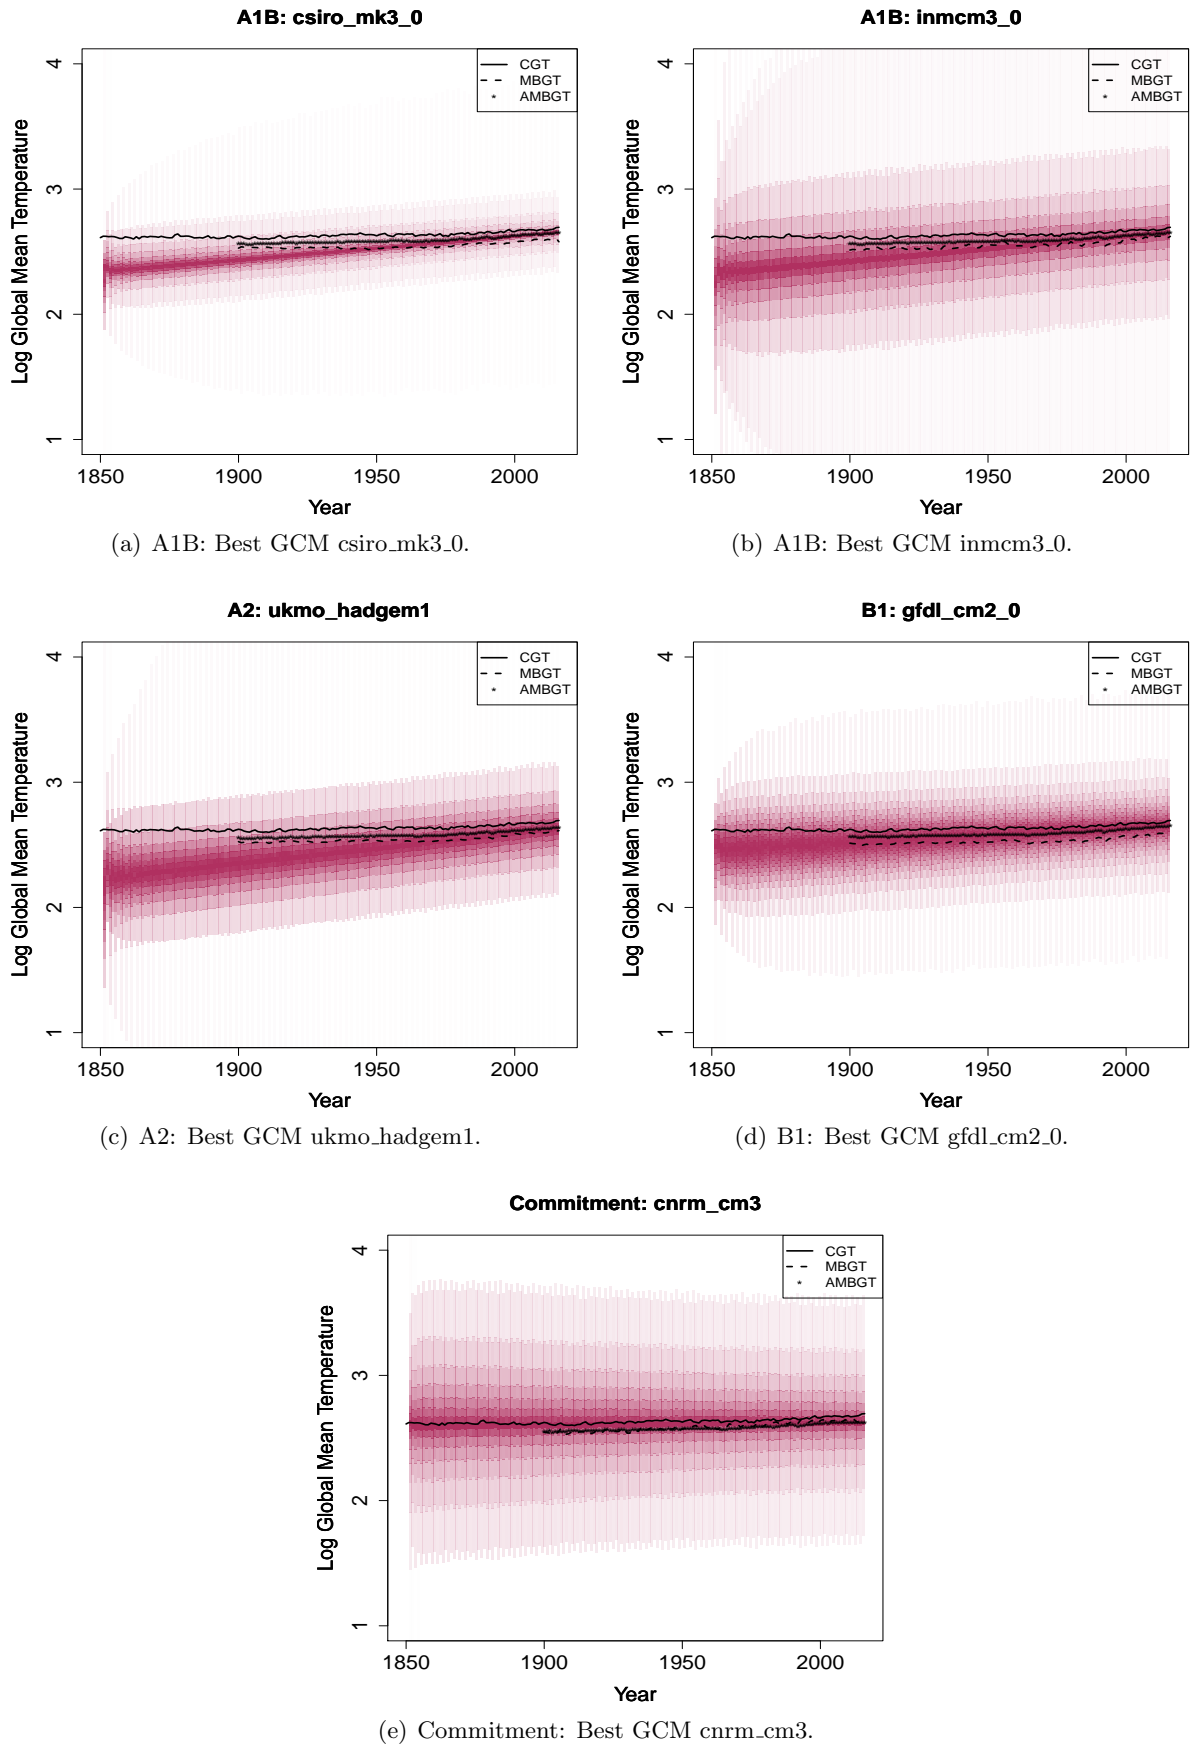 A1B: csiro_mk3_0
Log Global Mean Temperature
4
3
2
1
CGT
MBGT
* AMBGT
1850 1900 1950 2000
Year
(a) A1B: Best GCM csiro_mk3_0.
A1B: inmcm3_0
Log Global Mean Temperature
4
3
2
1
CGT
MBGT
* AMBGT
1850 1900 1950 2000
Year
(b) A1B: Best GCM inmcm3_0.
A2: ukmo_hadgem1
Log Global Mean Temperature
4
3
2
1
CGT
MBGT
* AMBGT
1850 1900 1950 2000
Year
(c) A2: Best GCM ukmo_hadgem1.
B1: gfdl_cm2_0
Log Global Mean Temperature
4
3
2
1
CGT
MBGT
* AMBGT
1850 1900 1950 2000
Year
(d) B1: Best GCM gfdl_cm2_0.
Commitment: cnrm_cm3
Log Global Mean Temperature
4
3
2
1
CGT
MBGT
* AMBGT
1850 1900 1950 2000
Year
(e) Commitment: Best GCM cnrm_cm3.